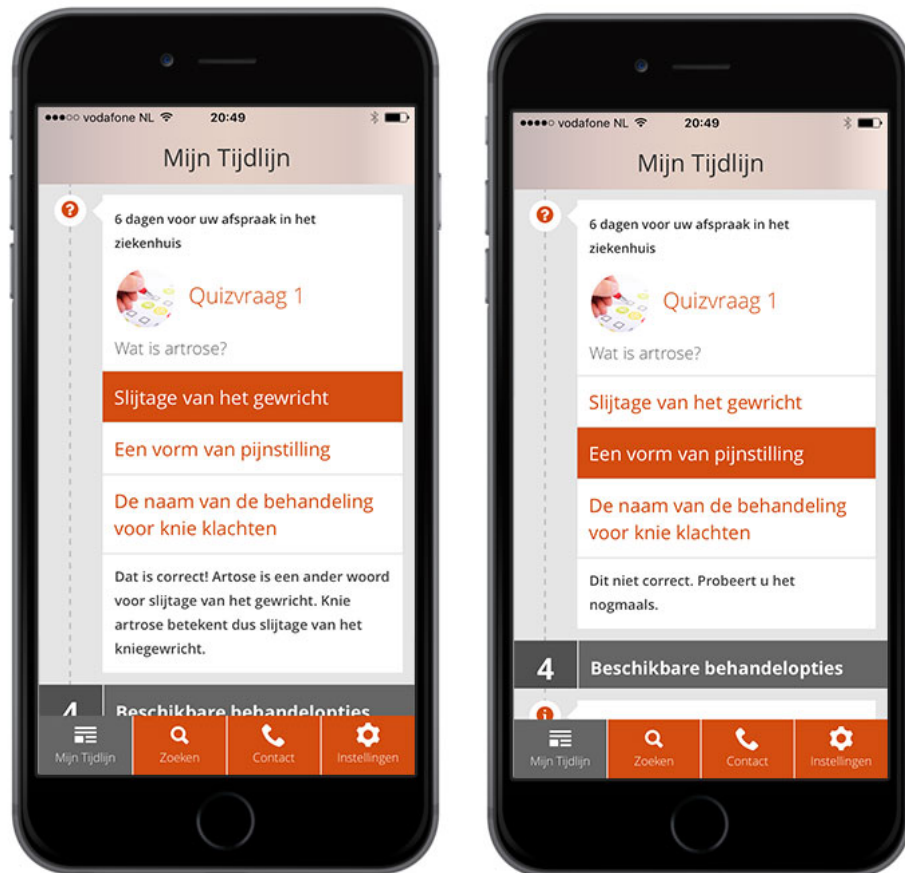 vodafone NL 20:49
Mijn Tijdlijn
6 dagen voor uw afspraak in het
ziekenhuis
Quizvraag 1
Wat is artrose?
Slijtage van het gewricht
Een vorm van pijnstilling
De naam van de behandeling
voor knie klachten
Dat is correct! Artose is een ander woord
voor slijtage van het gewricht. Knie
artrose betekent dus slijtage van het
kniegewricht.
4 Beschikbare behandelopties
Mijn Tijdlijn Zoeken Contact Instellingen
vodafone NL 20:49
Mijn Tijdlijn
6 dagen voor uw afspraak in het
ziekenhuis
Quizvraag 1
Wat is artrose?
Slijtage van het gewricht
Een vorm van pijnstilling
De naam van de behandeling
voor knie klachten
Dit niet correct. Probeert u het
nogmaals.
4 Beschikbare behandelopties
Mijn Tijdlijn Zoeken Contact Instellingen